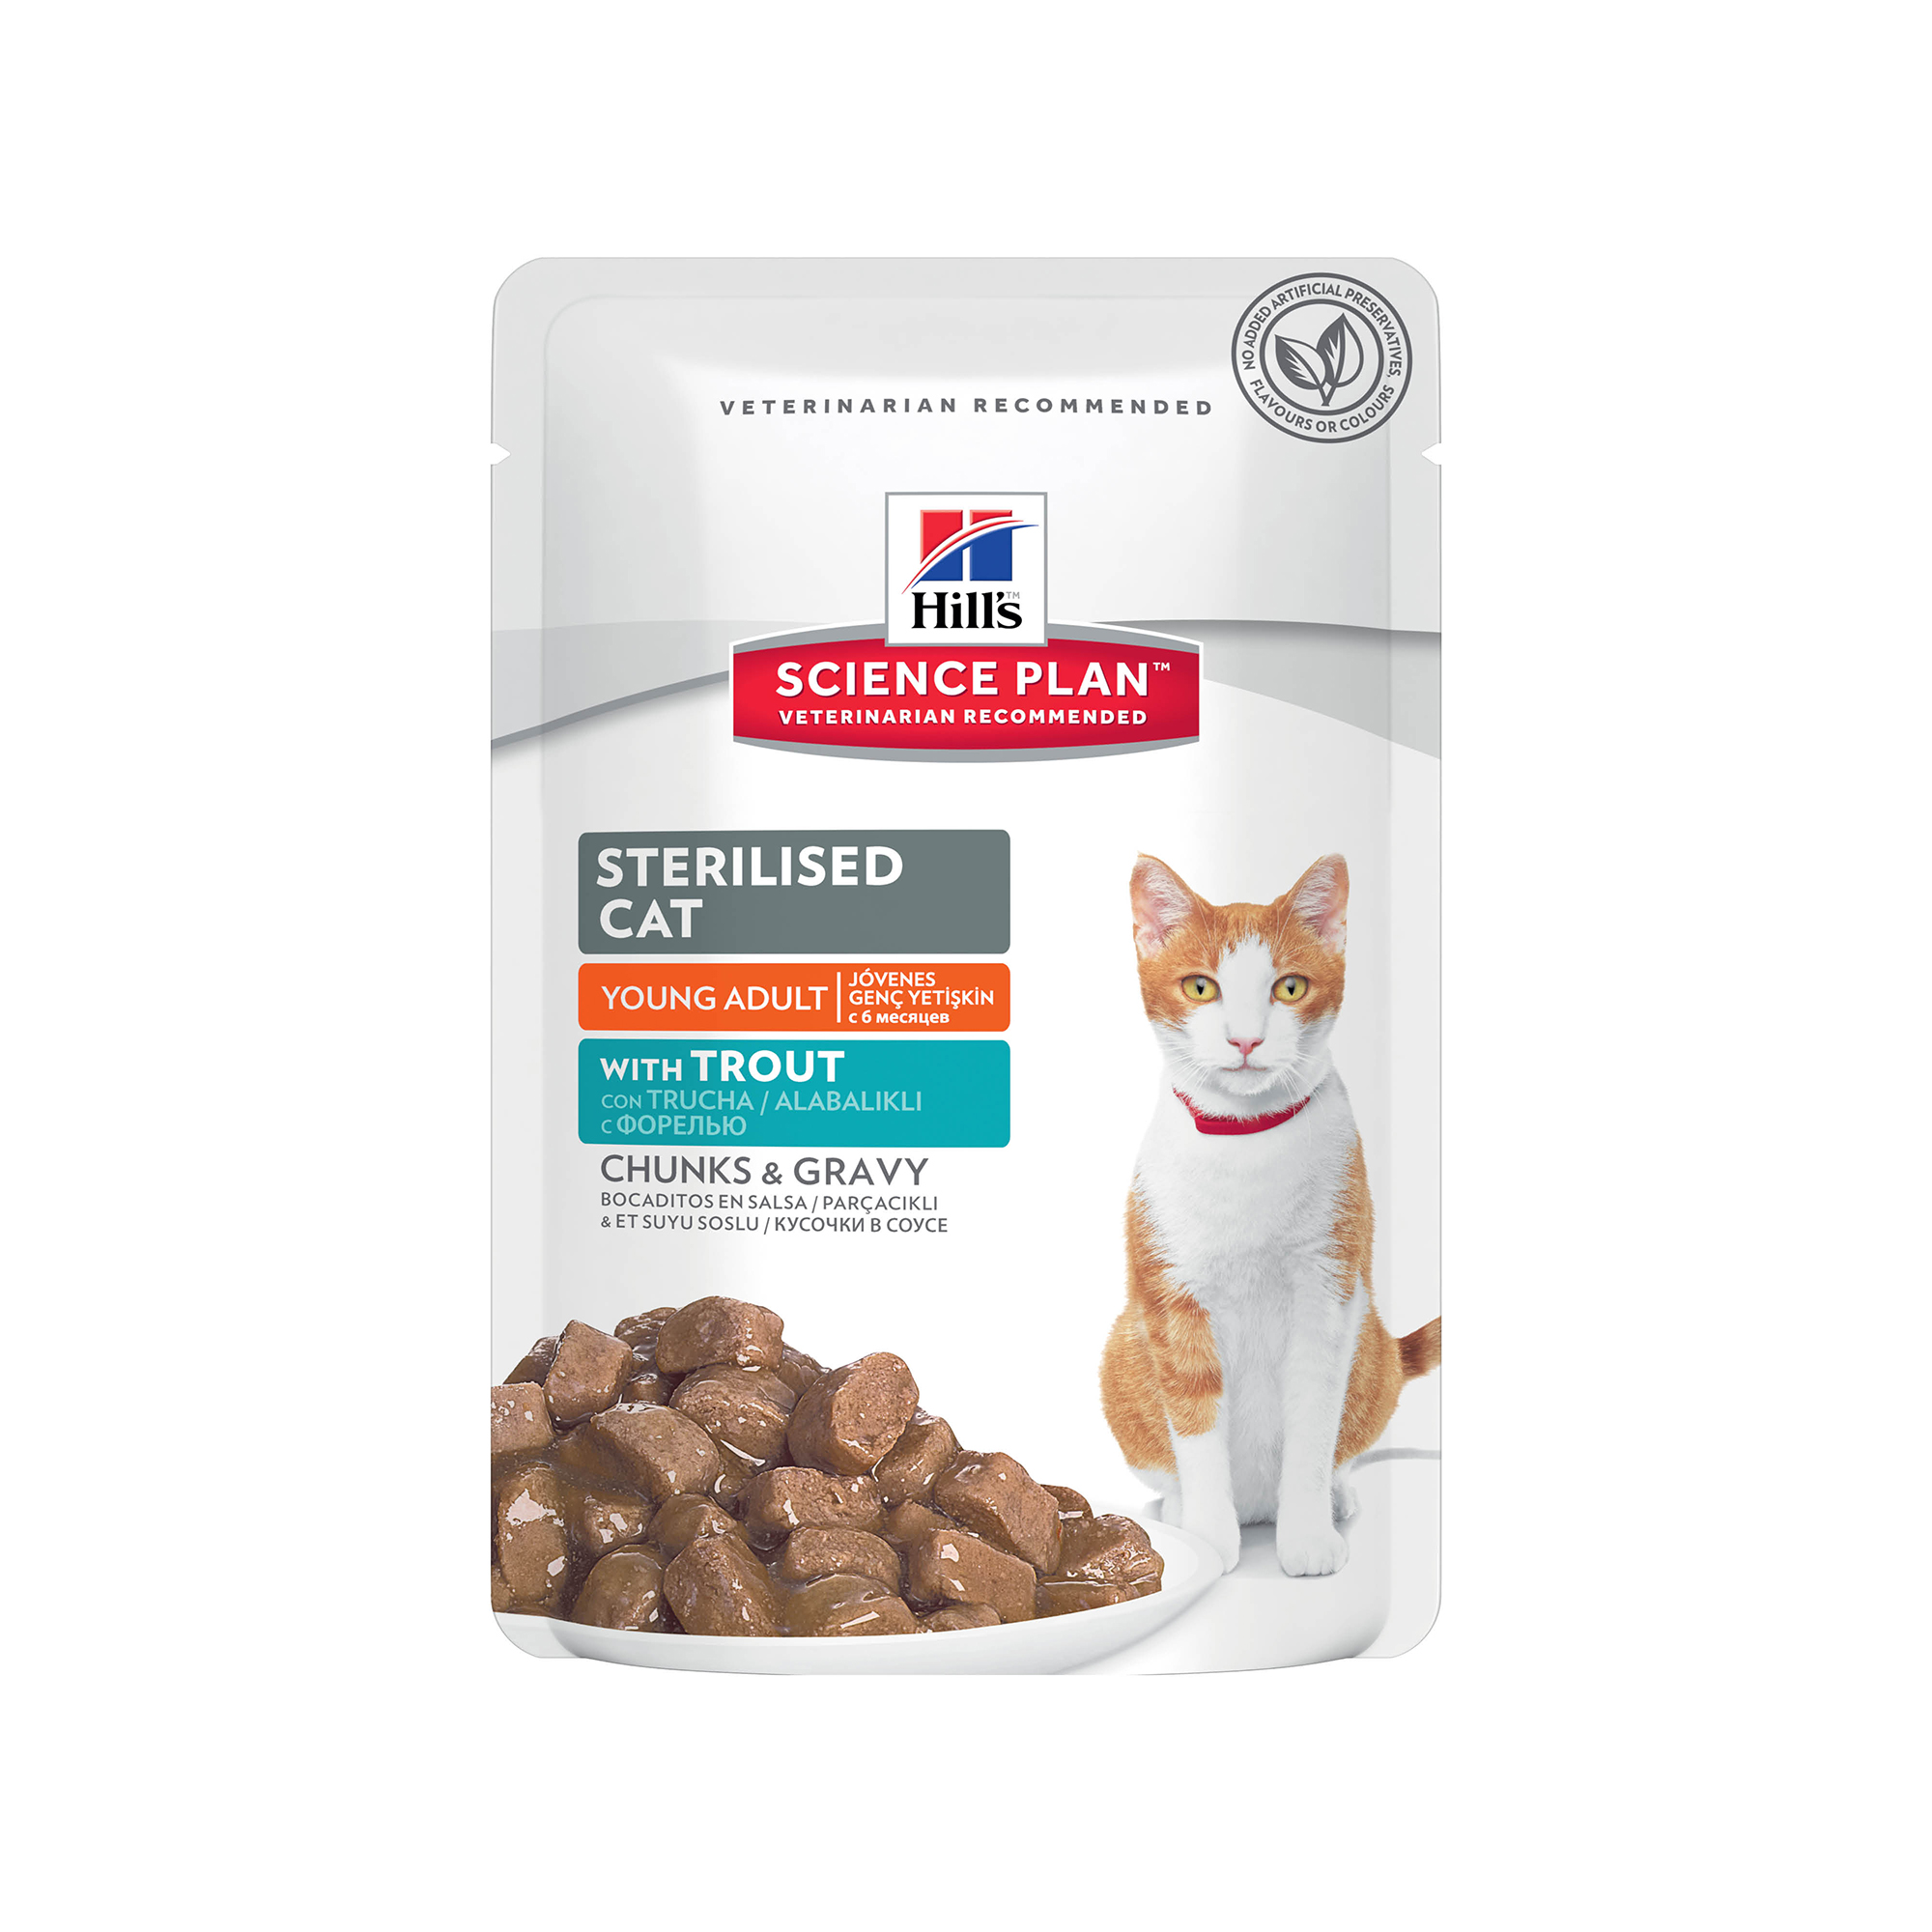 NO ADDED ARTIFICIAL PRESERVATIVES,
FLAVOURS OR COLOURS
VETERINARIAN RECOMMENDED
Hill's™
SCIENCE PLAN™
VETERINARIAN RECOMMENDED
STERILISED
CAT
YOUNG ADULT
JÓVENES
GENÇ YETİŞKİN
с 6 месяцев
WITH TROUT
CON TRUCHA / ALABALIKLI
С ФОРЕЛЬЮ
CHUNKS & GRAVY
BOCADITOS EN SALSA / PARÇACIKLI
& ET SUYU SOSLU / КУСОЧКИ В СОУСЕ